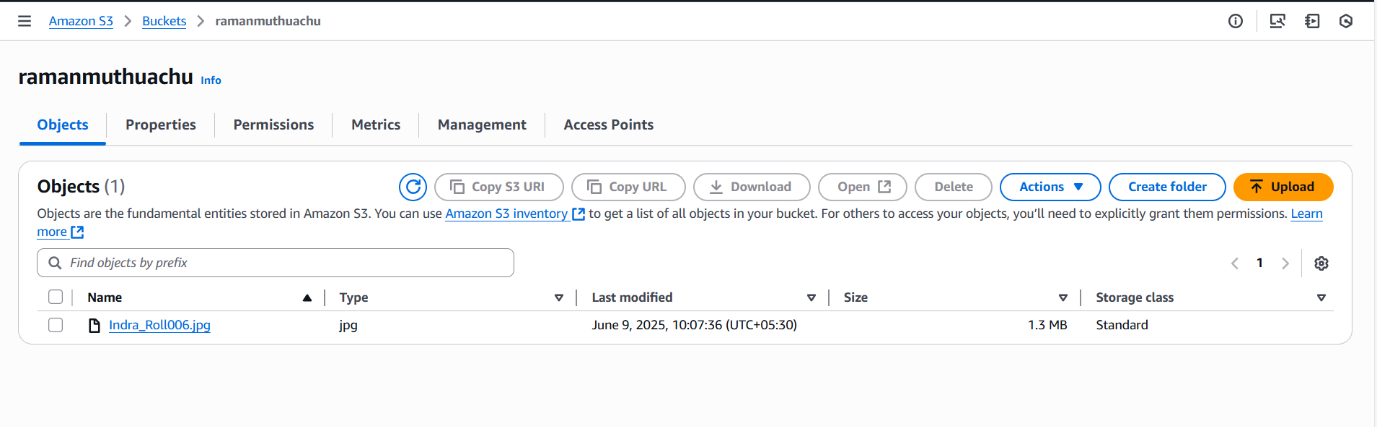 Amazon S3 > Buckets > ramanmuthuachu
ramanmuthuachu Info
Objects Properties Permissions Metrics Management Access Points
Objects (1) Copy S3 URI Copy URL Download Open Delete Actions Create folder Upload
Objects are the fundamental entities stored in Amazon S3. You can use Amazon S3 inventory to get a list of all objects in your bucket. For others to access your objects, you'll need to explicitly grant them permissions. Learn
more
Find objects by prefix 1
Name Type Last modified Size Storage class
Indra_Roll006.jpg jpg June 9, 2025, 10:07:36 (UTC+05:30) 1.3 MB Standard